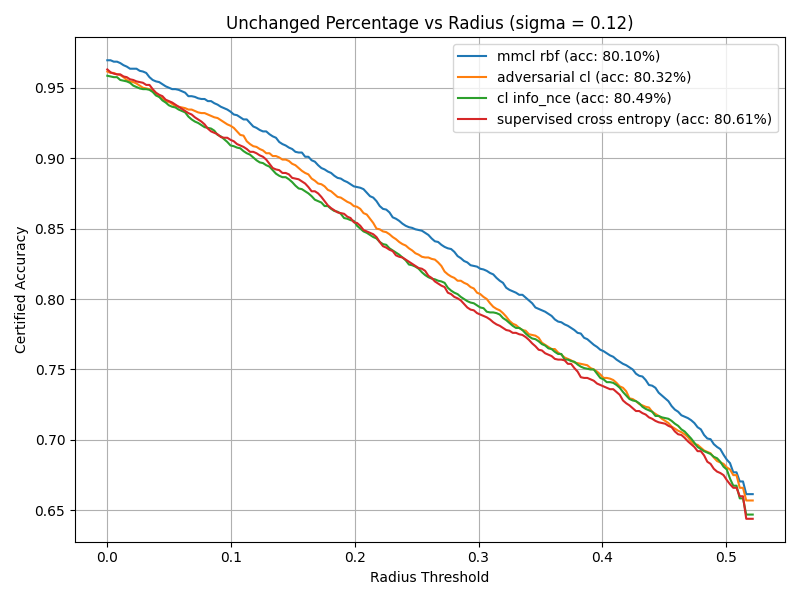 Unchanged Percentage vs Radius (sigma = 0.12)
mmcl rbf (acc: 80.10%)
adversarial cl (acc: 80.32%)
cl info_nce (acc: 80.49%)
supervised cross entropy (acc: 80.61%)
Certified Accuracy
0.95
0.90
0.85
0.80
0.75
0.70
0.65
0.0 0.1 0.2 0.3 0.4 0.5
Radius Threshold